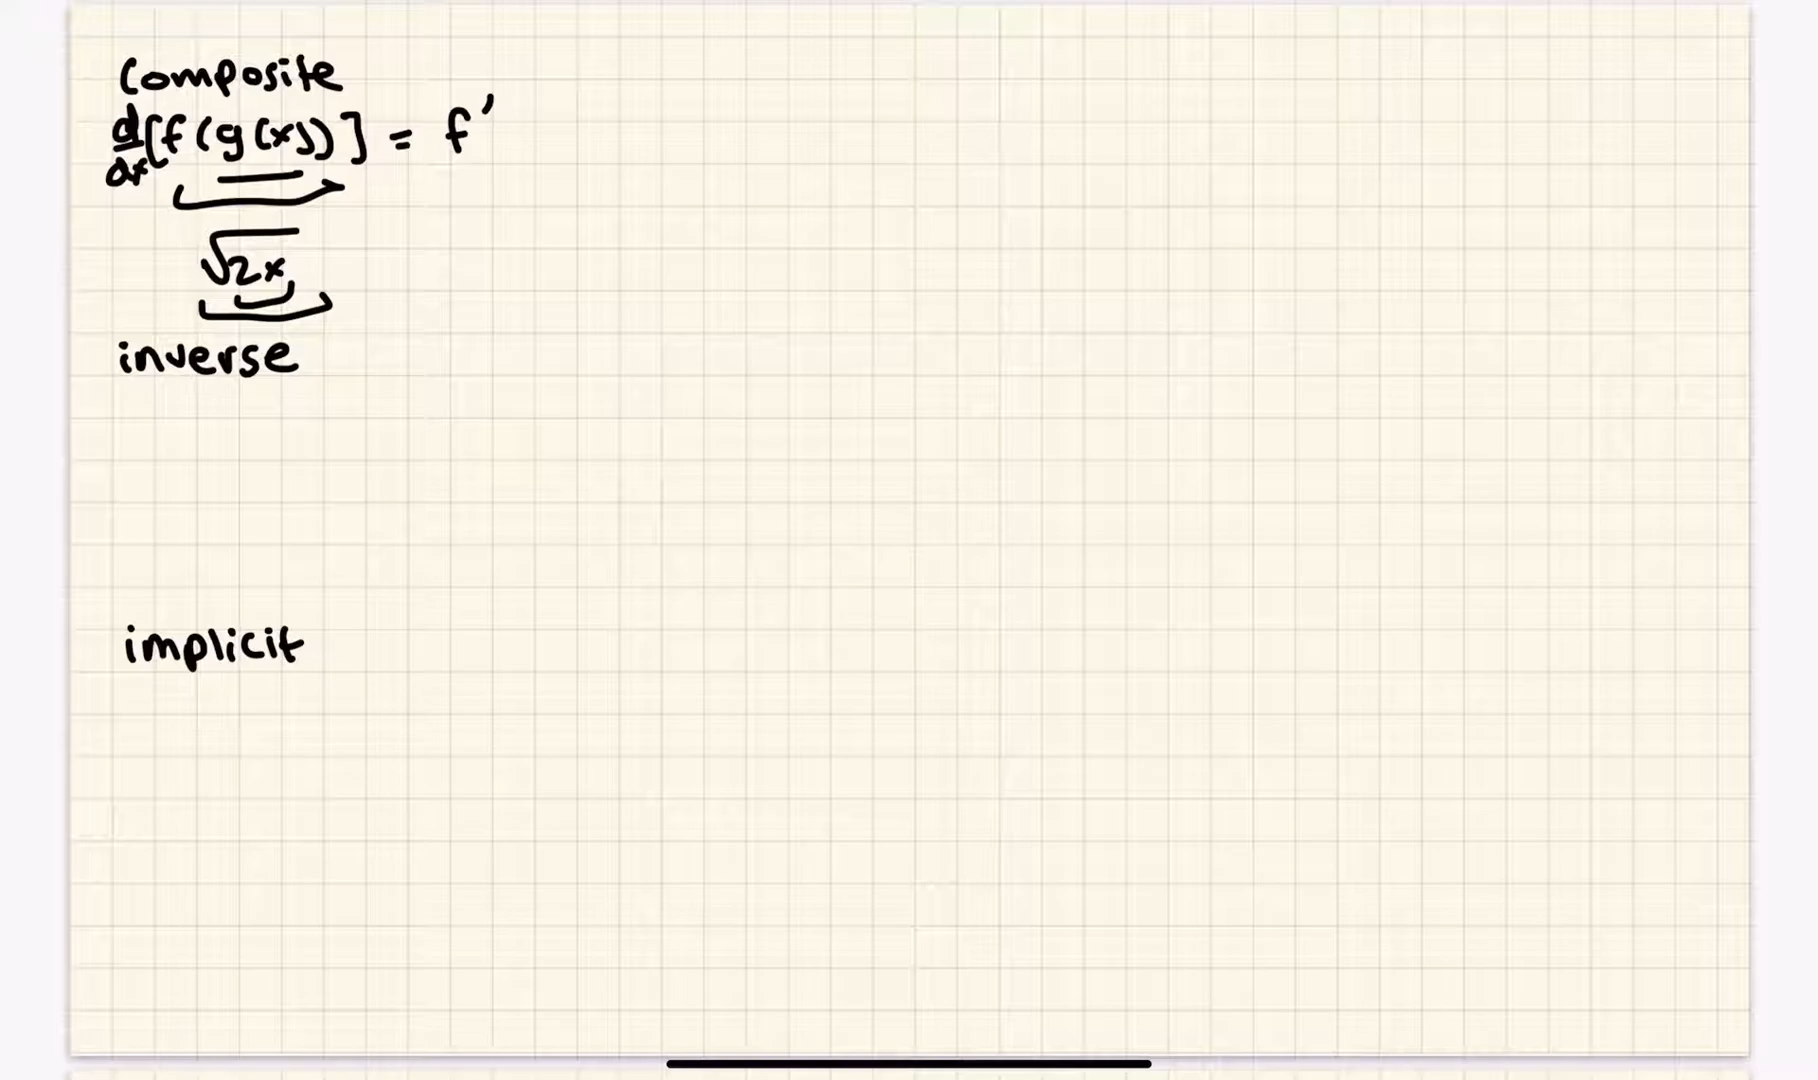 Composite
d/dx [f(g(x))] = f'
√2x
inverse
implicit